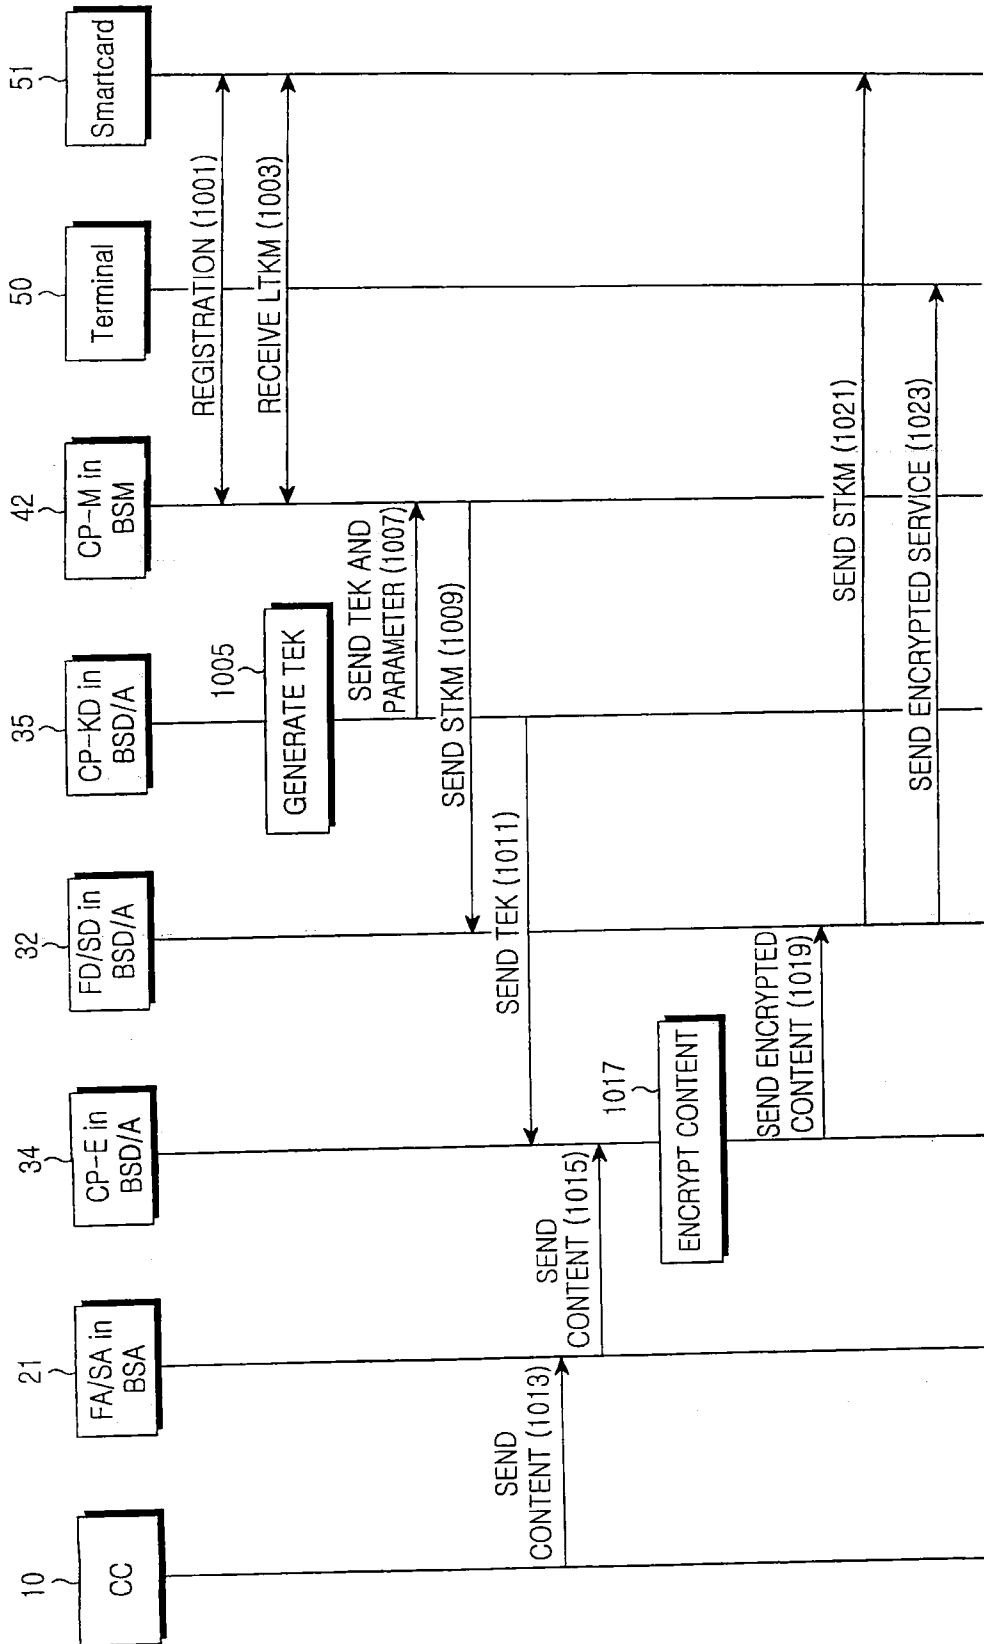 10
CC
21
FA/SA in
BSA
34
CP-E in
BSD/A
32
FD/SD in
BSD/A
35
CP-KD in
BSD/A
42
CP-M in
BSM
50
Terminal
51
Smartcard
REGISTRATION (1001)
RECEIVE LTKM (1003)
1005
GENERATE TEK
SEND TEK AND
PARAMETER (1007)
SEND STKM (1009)
SEND TEK (1011)
SEND
CONTENT (1013)
SEND
CONTENT (1015)
1017
ENCRYPT CONTENT
SEND ENCRYPTED
CONTENT (1019)
SEND STKM (1021)
SEND ENCRYPTED SERVICE (1023)